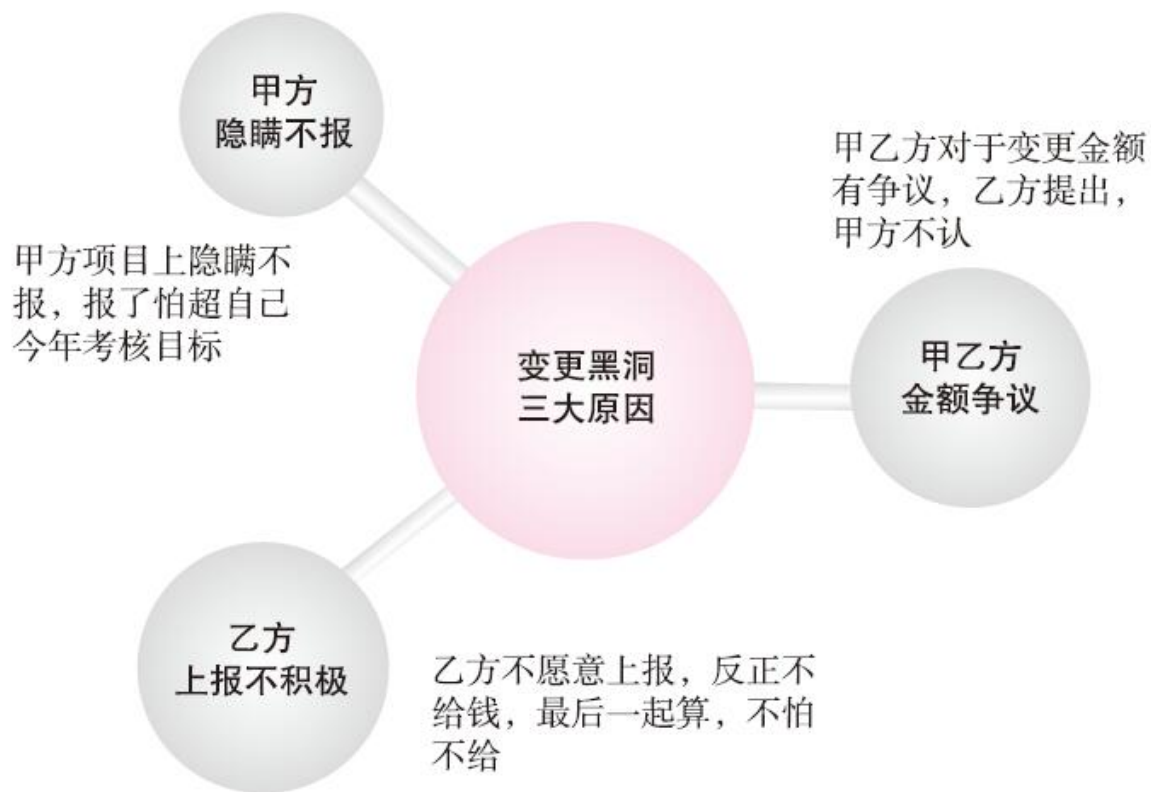 甲方
隐瞒不报
甲方项目上隐瞒不
报，报了怕超自己
今年考核目标
甲乙方对于变更金额
有争议，乙方提出，
甲方不认
甲乙方
金额争议
变更黑洞
三大原因
乙方
上报不积极
乙方不愿意上报，反正不
给钱，最后一起算，不怕
不给